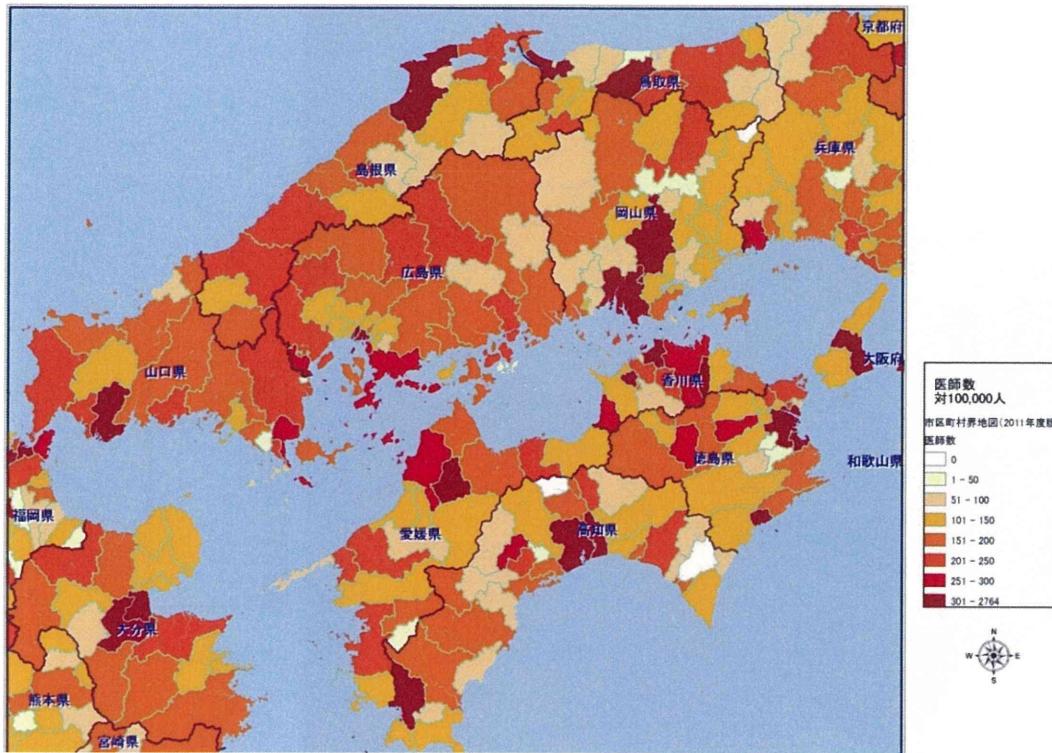 京都府
鳥取県
兵庫県
島根県
岡山県
広島県
山口県
香川県
大阪府
徳島県
和歌山県
福岡県
愛媛県
高知県
大分県
熊本県
宮崎県
医師数
対100,000人
市区町村界地図(2011年度
医師数
0
1 - 50
51 - 100
101 - 150
151 - 200
201 - 250
251 - 300
301 - 2764
N
W E
S